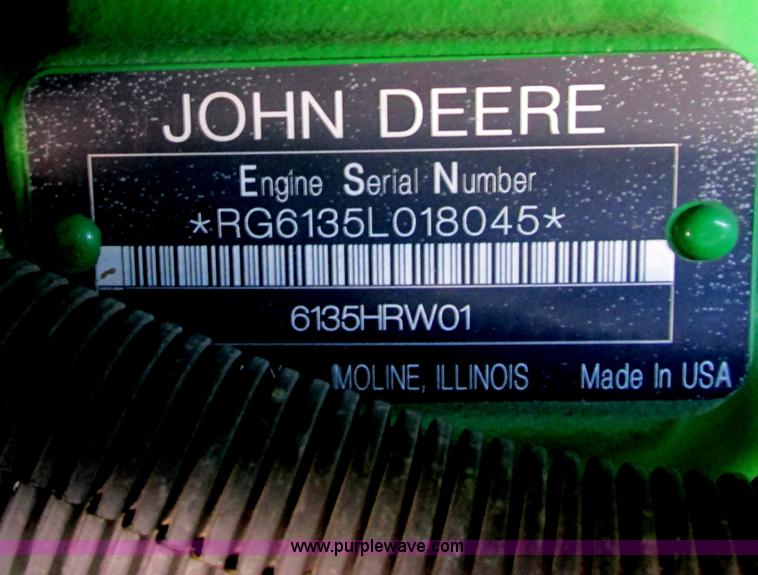 JOHN DEERE
Engine Serial Number
*RG6135L018045*
6135HRW01
MOLINE, ILLINOIS Made In USA
www.purplewave.com